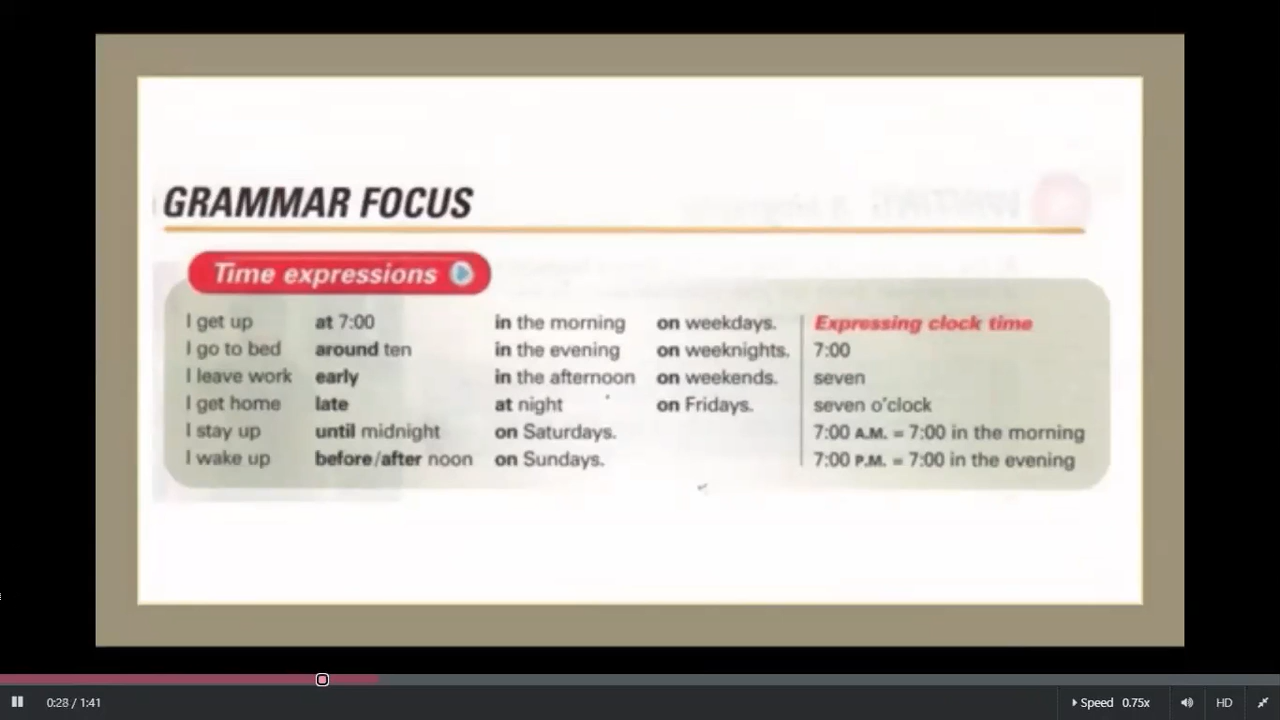 GRAMMAR FOCUS
Time expressions
I get up at 7:00 in the morning on weekdays.
I go to bed around ten in the evening on weeknights.
I leave work early in the afternoon on weekends.
I get home late at night on Fridays.
I stay up until midnight on Saturdays.
I wake up before/after noon on Sundays.
Expressing clock time
7:00
seven
seven o'clock
7:00 A.M. = 7:00 in the morning
7:00 P.M. = 7:00 in the evening
0:28 / 1:41
Speed 0.75x
HD